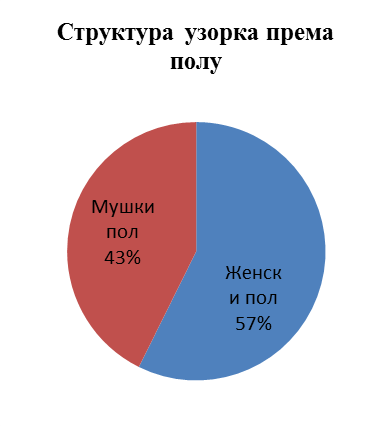 Структура узорка према
полу
Мушки
пол
43%
Женск
и пол
57%